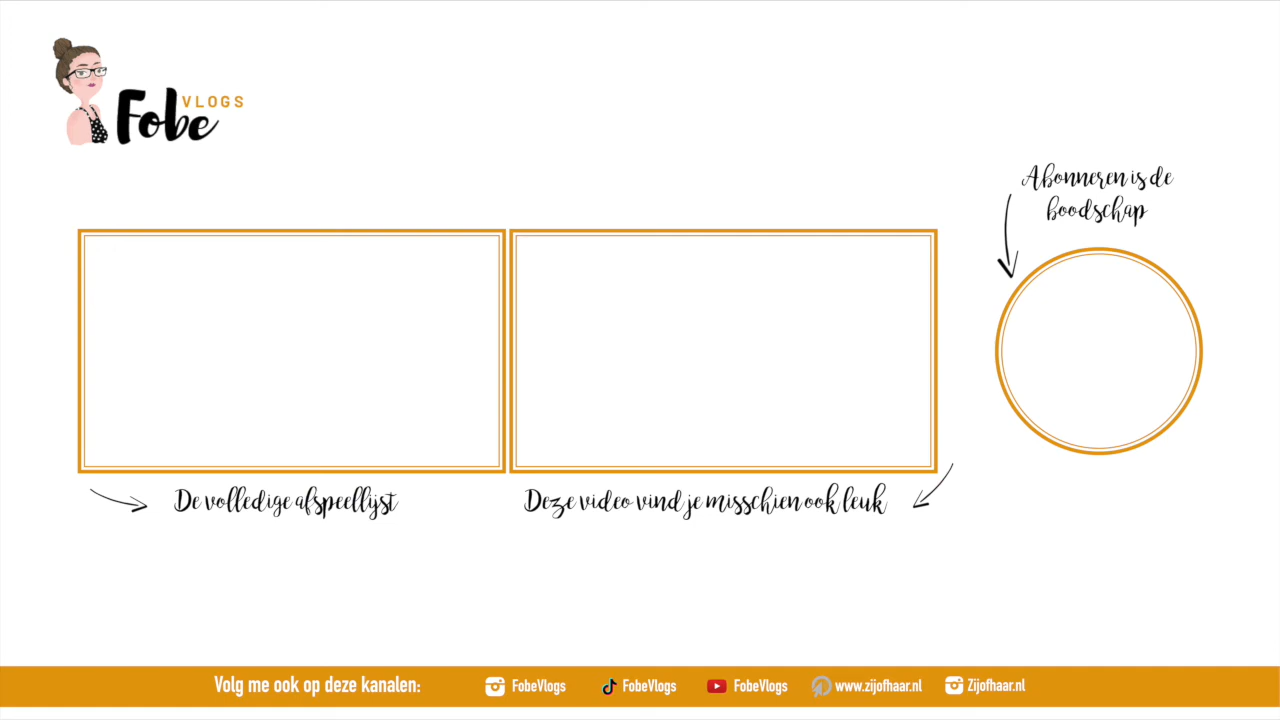 VLOGS
Fobe
Abonneren is de
boodschap
De volledige afspeellijst
Deze video vind je misschien ook leuk
Volg me ook op deze kanalen: FobeVlogs FobeVlogs FobeVlogs www.zijofhaar.nl Zijofhaar.nl